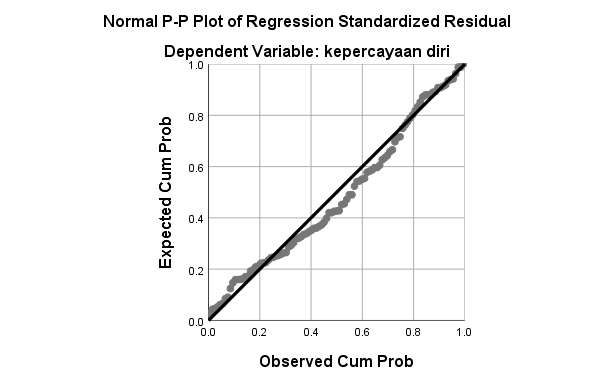 Normal P-P Plot of Regression Standardized Residual
Dependent Variable: kepercayaan diri
Expected Cum Prob
1.0
0.8
0.6
0.4
0.2
0.0
0.0 0.2 0.4 0.6 0.8 1.0
Observed Cum Prob